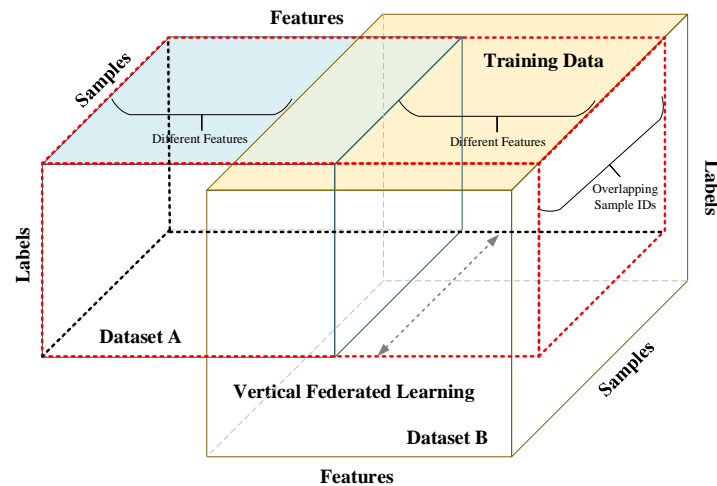 Features
Samples
Training Data
Different Features
Different Features
Overlapping
Sample IDs
Labels
Labels
Dataset A
Vertical Federated Learning
Samples
Dataset B
Features